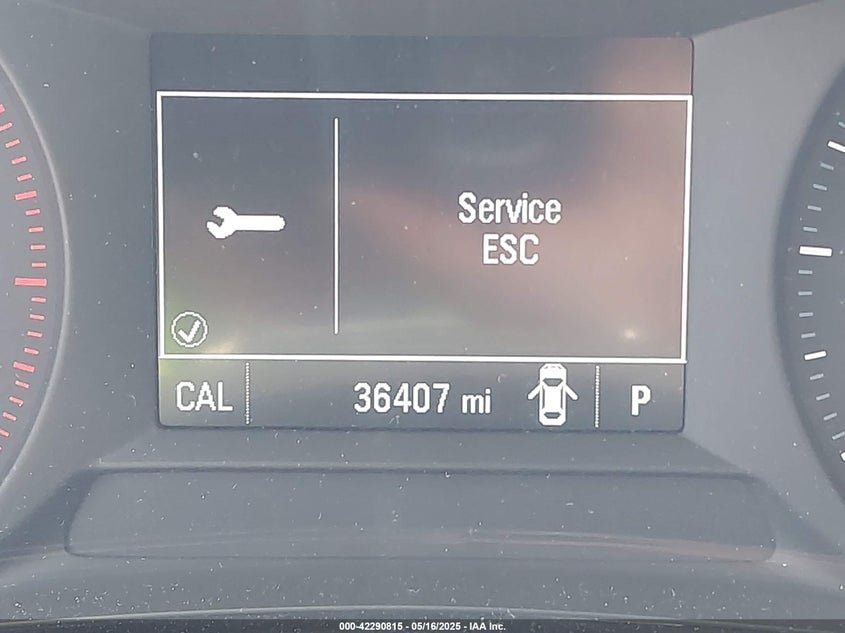 Service
ESC
CAL 36407 mi P
000-42290815 - 05/16/2025 - IAA Inc.